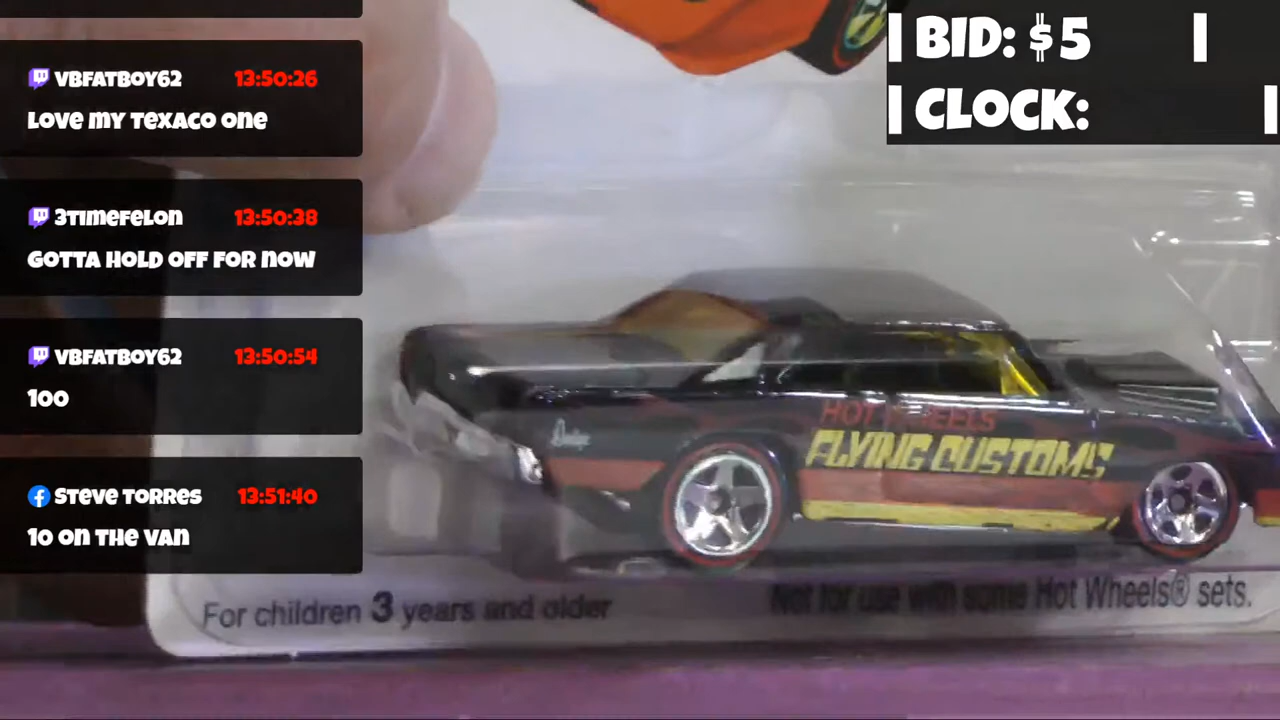 VBFATBOY62 13:50:26
LOVE MY TEXACO ONE
3TIMEFELON 13:50:38
GOTTA HOLD OFF FOR NOW
VBFATBOY62 13:50:54
100
STEVE TORRES 13:51:40
10 ON THE VAN
| BID: $5 |
| CLOCK: |
Dodge
HOT WHEELS
FLYING CUSTOMS
For children 3 years and older
Not for use with some Hot Wheels® sets.